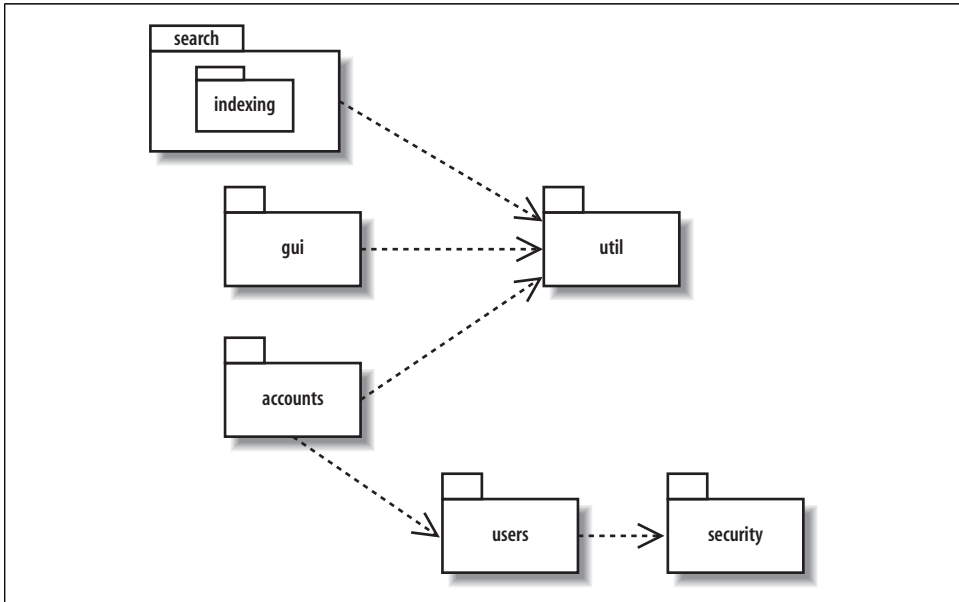 search
indexing
gui
util
accounts
users
security